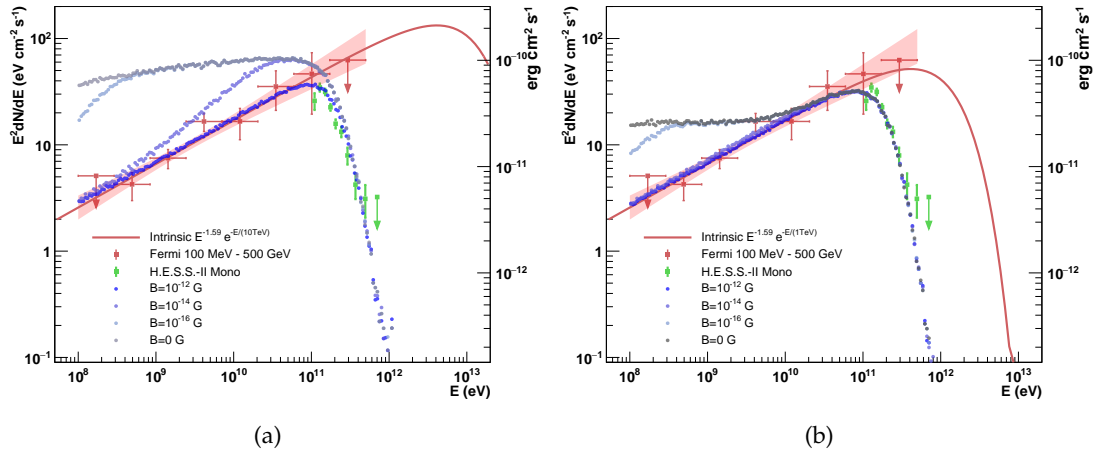 E²dN/dE (eV cm⁻² s⁻¹)
10²
10
1
10⁻¹
Intrinsic E⁻¹·⁵⁹ e⁻ᴱ/⁽¹⁰ᵀᵉⱽ⁾
Fermi 100 MeV - 500 GeV
H.E.S.S.-II Mono
B=10⁻¹² G
B=10⁻¹⁴ G
B=10⁻¹⁶ G
B=0 G
10⁸ 10⁹ 10¹⁰ 10¹¹ 10¹² 10¹³
E (eV)
erg cm² s⁻¹
10⁻¹⁰
10⁻¹¹
10⁻¹²
(a)
E²dN/dE (eV cm⁻² s⁻¹)
10²
10
1
10⁻¹
Intrinsic E⁻¹·⁵⁹ e⁻ᴱ/⁽¹ᵀᵉⱽ⁾
Fermi 100 MeV - 500 GeV
H.E.S.S.-II Mono
B=10⁻¹² G
B=10⁻¹⁴ G
B=10⁻¹⁶ G
B=0 G
10⁸ 10⁹ 10¹⁰ 10¹¹ 10¹² 10¹³
E (eV)
erg cm² s⁻¹
10⁻¹⁰
10⁻¹¹
10⁻¹²
(b)